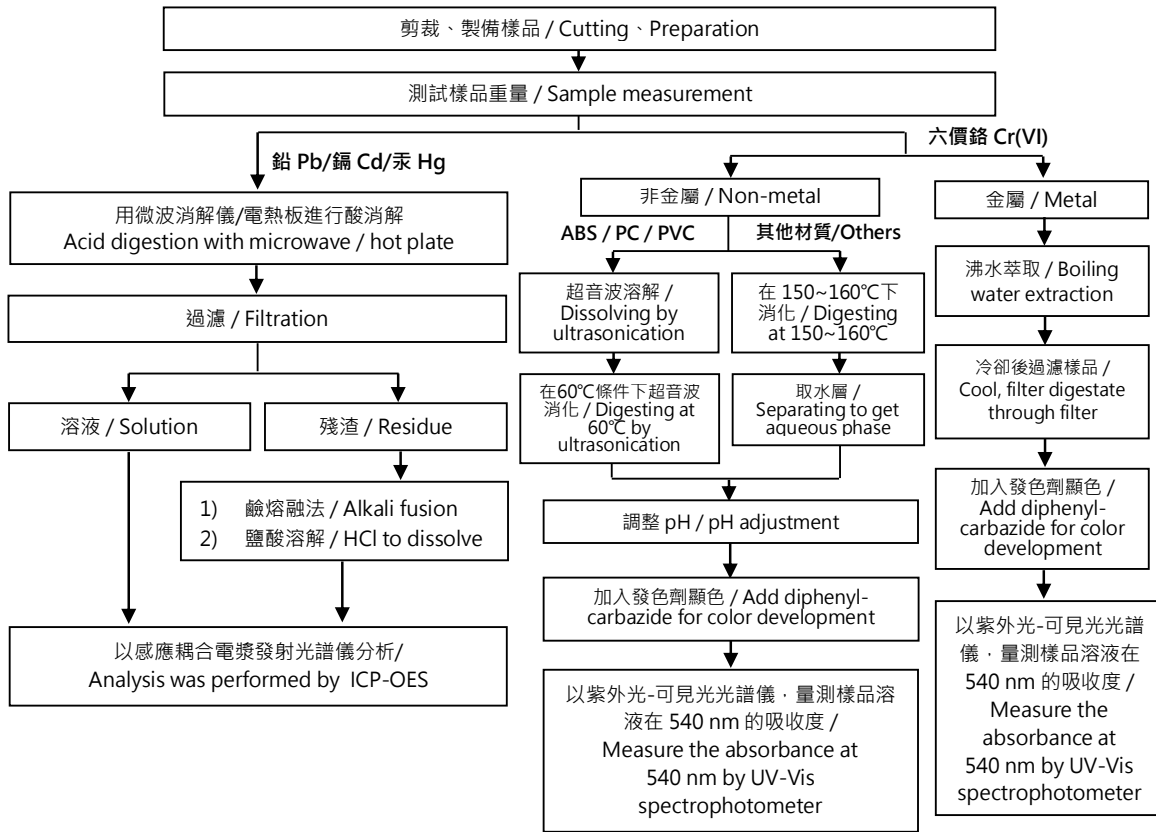 剪裁、製備樣品 / Cutting、Preparation
測試樣品重量 / Sample measurement
鉛 Pb/鎘 Cd/汞 Hg
六價鉻 Cr(VI)
用微波消解儀/電熱板進行酸消解
Acid digestion with microwave / hot plate
過濾 / Filtration
溶液 / Solution
殘渣 / Residue
1) 鹼熔融法 / Alkali fusion
2) 鹽酸溶解 / HCl to dissolve
以感應耦合電漿發射光譜儀分析/
Analysis was performed by ICP-OES
非金屬 / Non-metal
ABS / PC / PVC
其他材質/Others
超音波溶解 /
Dissolving by
ultrasonication
在 150~160℃下
消化 / Digesting
at 150~160℃
在60℃條件下超音波
消化 / Digesting at
60℃ by
ultrasonication
取水層 /
Separating to get
aqueous phase
調整 pH / pH adjustment
加入發色劑顯色 / Add diphenyl-
carbazide for color development
以紫外光-可見光光譜儀，量測樣品溶
液在 540 nm 的吸收度 /
Measure the absorbance at
540 nm by UV-Vis
spectrophotometer
金屬 / Metal
沸水萃取 / Boiling
water extraction
冷卻後過濾樣品 /
Cool, filter digestate
through filter
加入發色劑顯色 /
Add diphenyl-
carbazide for color
development
以紫外光-可見光光譜
儀，量測樣品溶液在
540 nm 的吸收度 /
Measure the
absorbance at
540 nm by UV-Vis
spectrophotometer